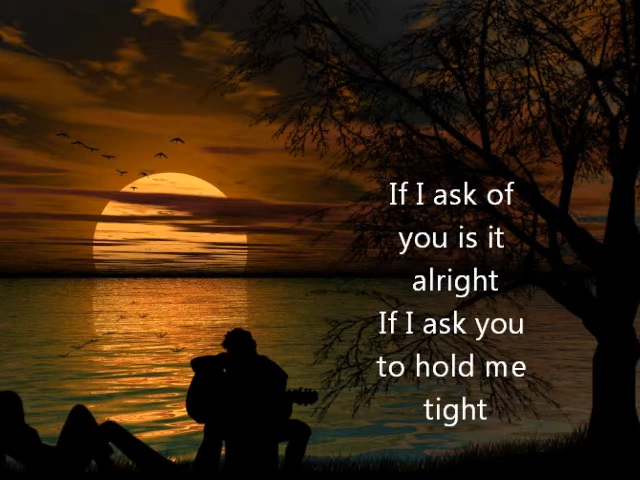 If I ask of
you is it
alright
If I ask you
to hold me
tight